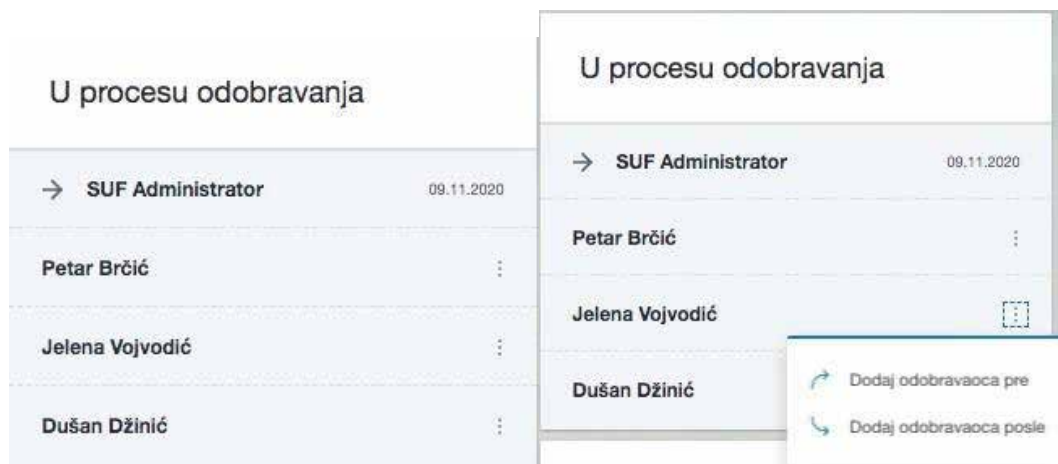 U procesu odobravanja
SUF Administrator 09.11.2020
Petar Brčić
Jelena Vojvodić
Dušan Džinić
U procesu odobravanja
SUF Administrator 09.11.2020
Petar Brčić
Jelena Vojvodić
Dušan Džinić
Dodaj odobravaoca pre
Dodaj odobravaoca posle